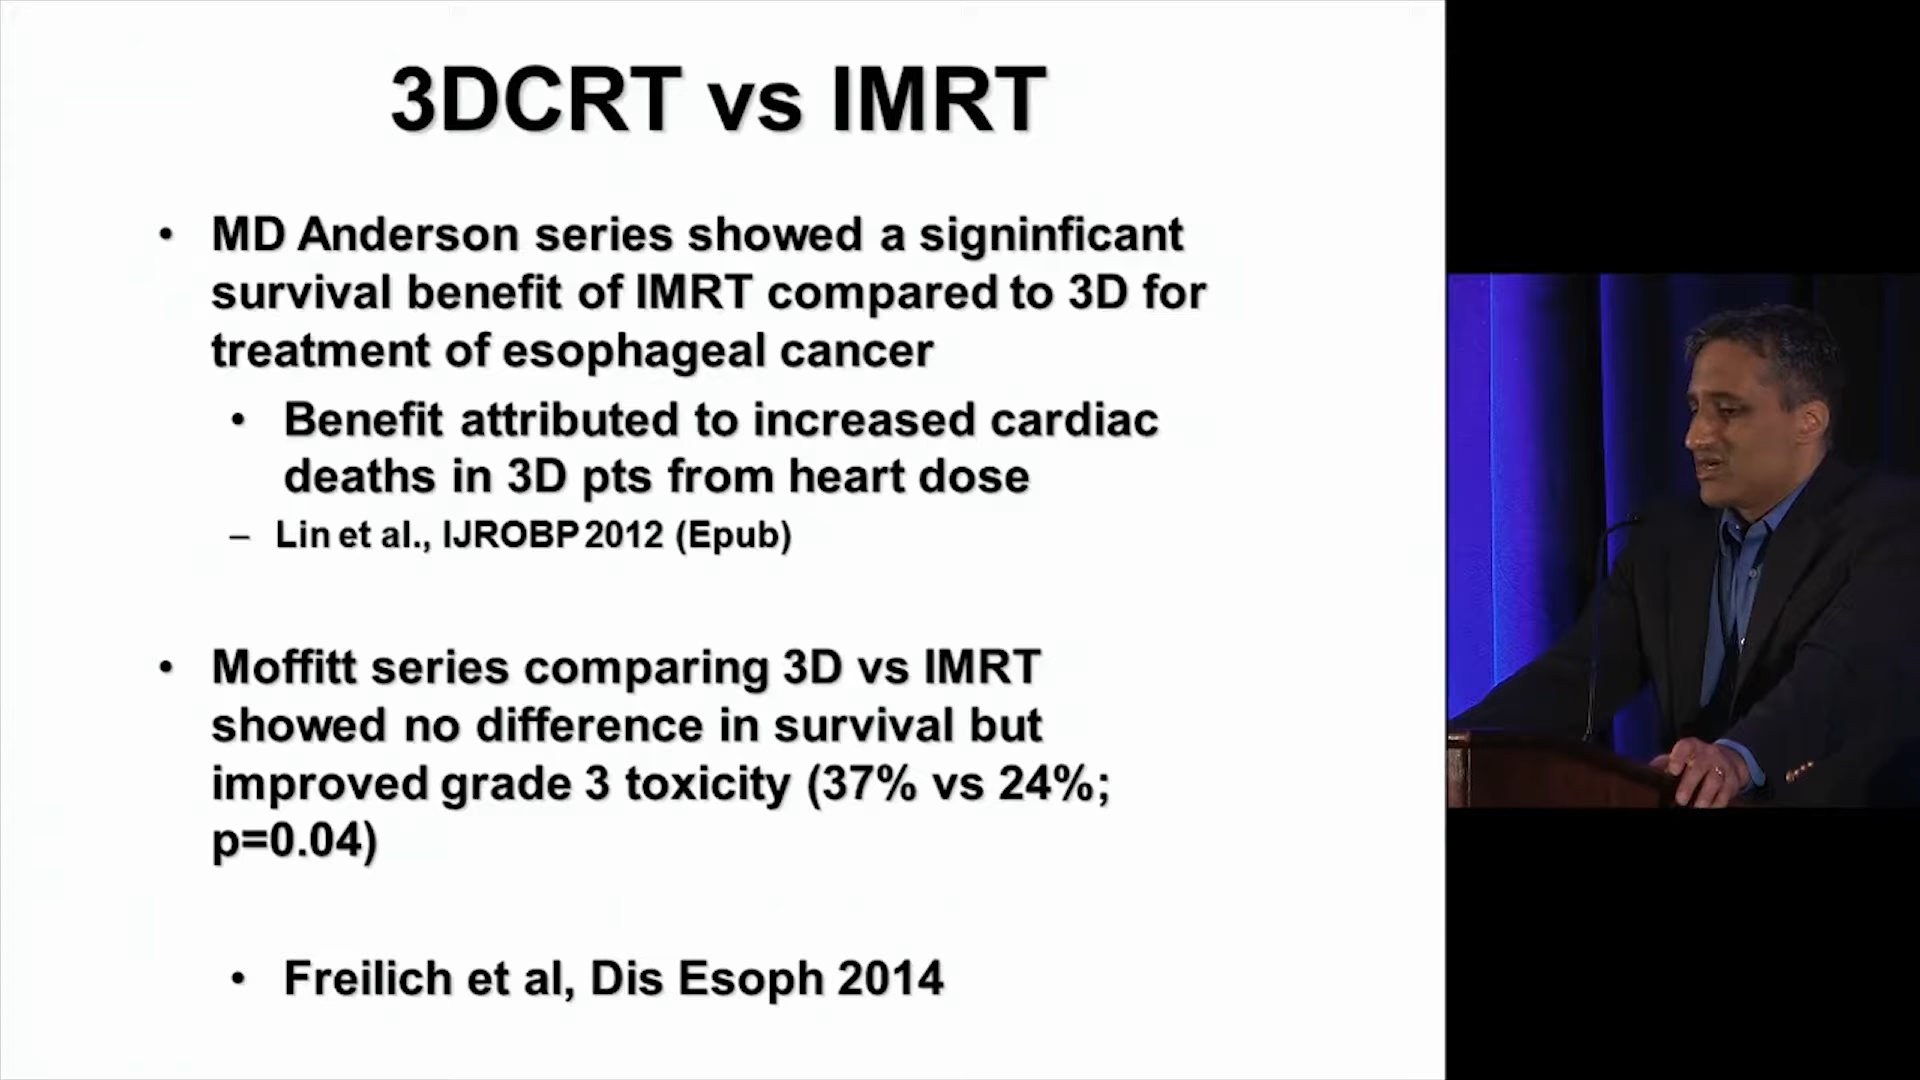 3DCRT vs IMRT
• MD Anderson series showed a signinficant
survival benefit of IMRT compared to 3D for
treatment of esophageal cancer
• Benefit attributed to increased cardiac
deaths in 3D pts from heart dose
– Lin et al., IJROBP 2012 (Epub)
• Moffitt series comparing 3D vs IMRT
showed no difference in survival but
improved grade 3 toxicity (37% vs 24%;
p=0.04)
• Freilich et al, Dis Esoph 2014